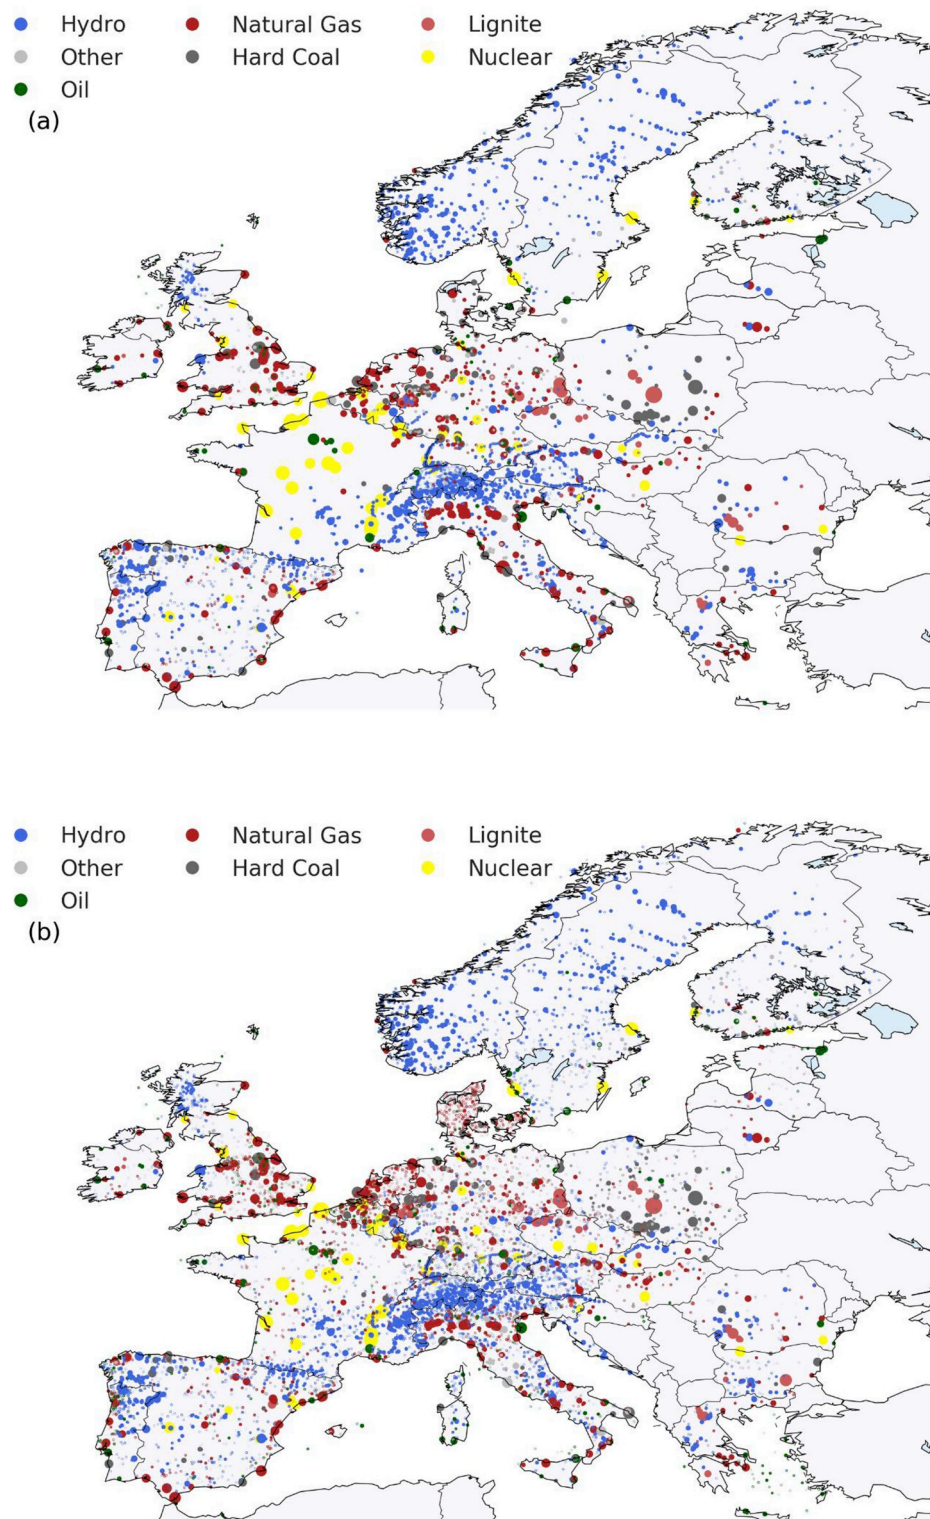 Hydro Natural Gas Lignite
Other Hard Coal Nuclear
Oil
(a)
Hydro Natural Gas Lignite
Other Hard Coal Nuclear
Oil
(b)